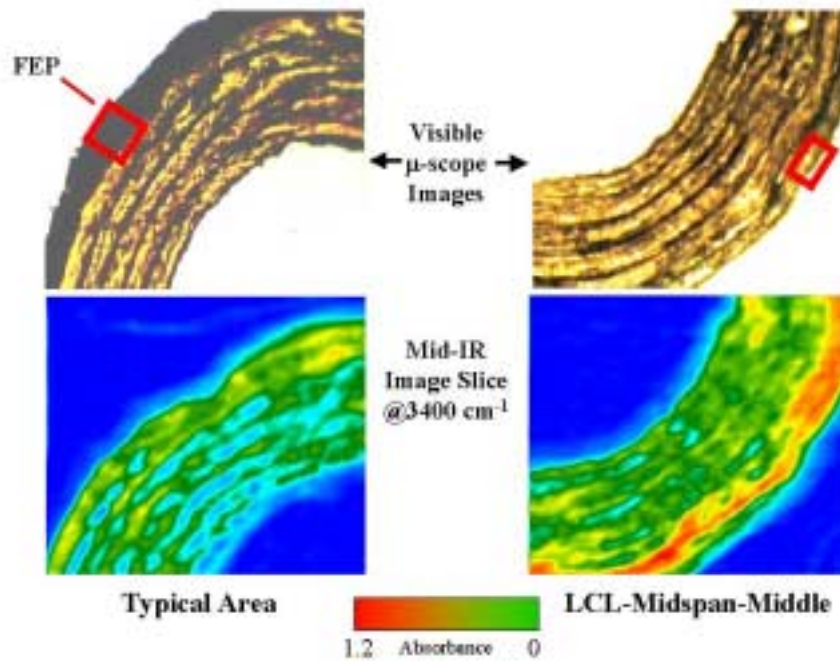 FEP
Visible
μ-scope
Images
Mid-IR
Image Slice
@3400 cm⁻¹
Typical Area
LCL-Midspan-Middle
1.2 Absorbance 0